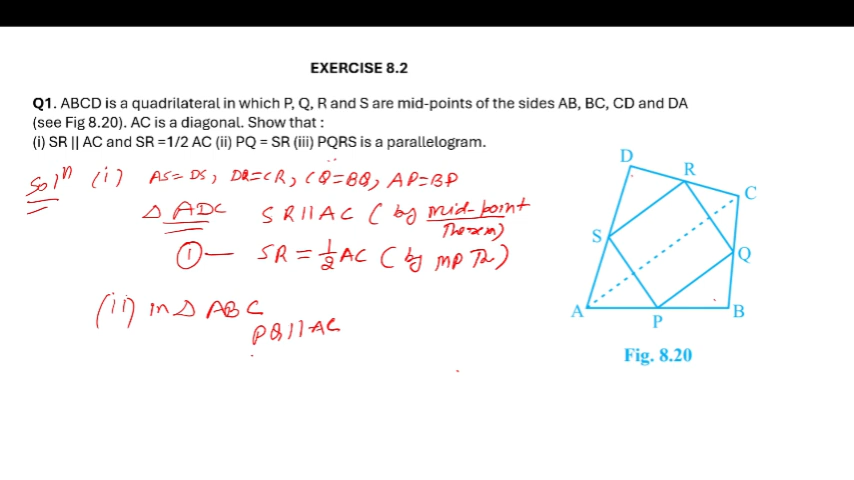 EXERCISE 8.2
Q1. ABCD is a quadrilateral in which P, Q, R and S are mid-points of the sides AB, BC, CD and DA
(see Fig 8.20). AC is a diagonal. Show that :
(i) SR || AC and SR =1/2 AC (ii) PQ = SR (iii) PQRS is a parallelogram.
Solⁿ (i) AS=DS, DR=CR, CQ=BQ, AP=BP
Δ ADC SR || AC (by mid-point
Theorem)
① — SR = 1/2 AC (by MP Th)
(ii) in Δ ABC
PQ || AC
D
R
C
S
Q
A
P
B
Fig. 8.20